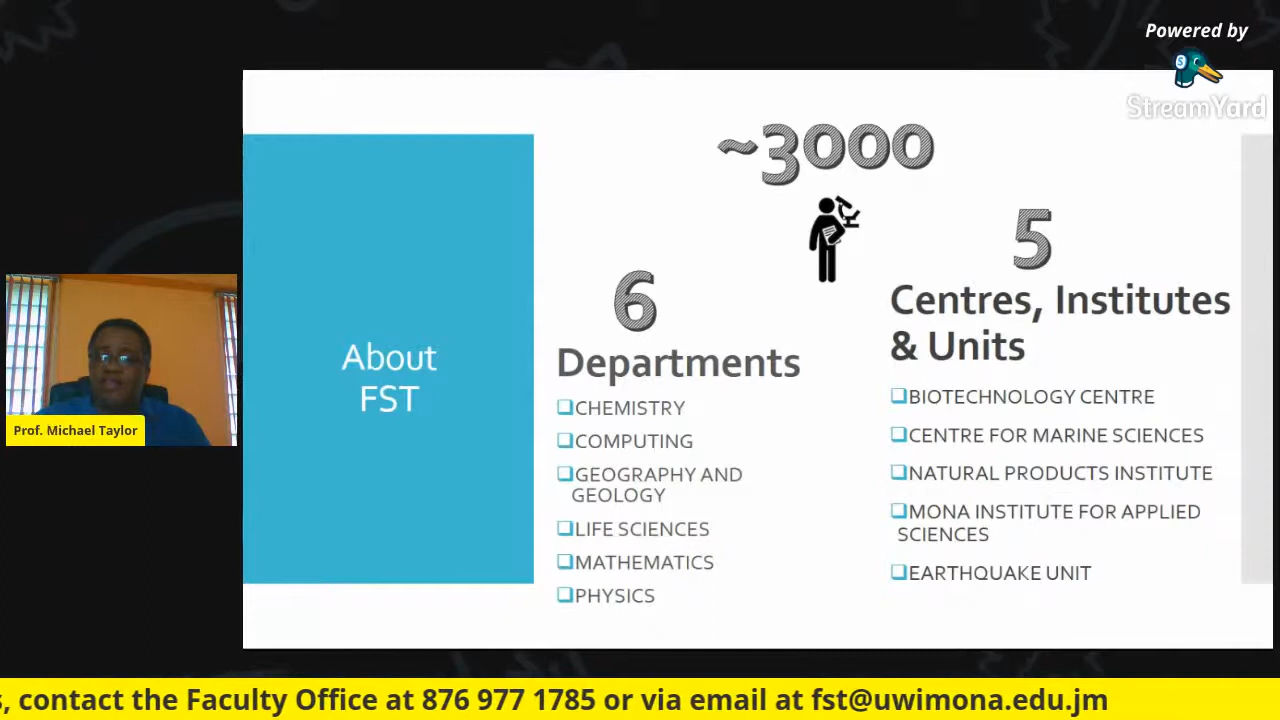 Powered by
StreamYard
~3000
5
6
Centres, Institutes
& Units
Departments
About
FST
❑CHEMISTRY
❑COMPUTING
❑GEOGRAPHY AND
GEOLOGY
❑LIFE SCIENCES
❑MATHEMATICS
❑PHYSICS
❑BIOTECHNOLOGY CENTRE
❑CENTRE FOR MARINE SCIENCES
❑NATURAL PRODUCTS INSTITUTE
❑MONA INSTITUTE FOR APPLIED
SCIENCES
❑EARTHQUAKE UNIT
Prof. Michael Taylor
, contact the Faculty Office at 876 977 1785 or via email at fst@uwimona.edu.jm